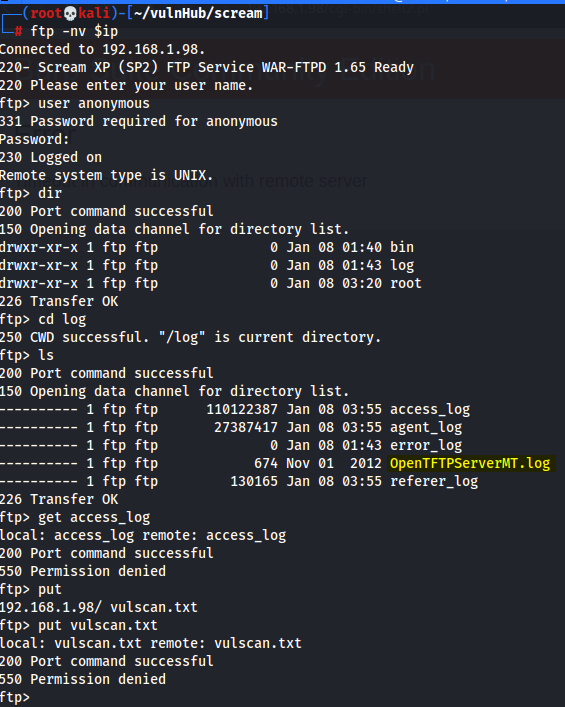 (root💀kali)-[~/vulnHub/scream]
# ftp -nv $ip
Connected to 192.168.1.98.
220- Scream XP (SP2) FTP Service WAR-FTPD 1.65 Ready
220 Please enter your user name.
ftp> user anonymous
331 Password required for anonymous
Password:
230 Logged on
Remote system type is UNIX.
ftp> dir
200 Port command successful
150 Opening data channel for directory list.
drwxr-xr-x 1 ftp ftp 0 Jan 08 01:40 bin
drwxr-xr-x 1 ftp ftp 0 Jan 08 01:43 log
drwxr-xr-x 1 ftp ftp 0 Jan 08 03:20 root
226 Transfer OK
ftp> cd log
250 CWD successful. "/log" is current directory.
ftp> ls
200 Port command successful
150 Opening data channel for directory list.
---------- 1 ftp ftp 110122387 Jan 08 03:55 access_log
---------- 1 ftp ftp 27387417 Jan 08 03:55 agent_log
---------- 1 ftp ftp 0 Jan 08 01:43 error_log
---------- 1 ftp ftp 674 Nov 01 2012 OpenTFTPServerMT.log
---------- 1 ftp ftp 130165 Jan 08 03:55 referer_log
226 Transfer OK
ftp> get access_log
local: access_log remote: access_log
200 Port command successful
550 Permission denied
ftp> put
192.168.1.98/ vulscan.txt
ftp> put vulscan.txt
local: vulscan.txt remote: vulscan.txt
200 Port command successful
550 Permission denied
ftp>